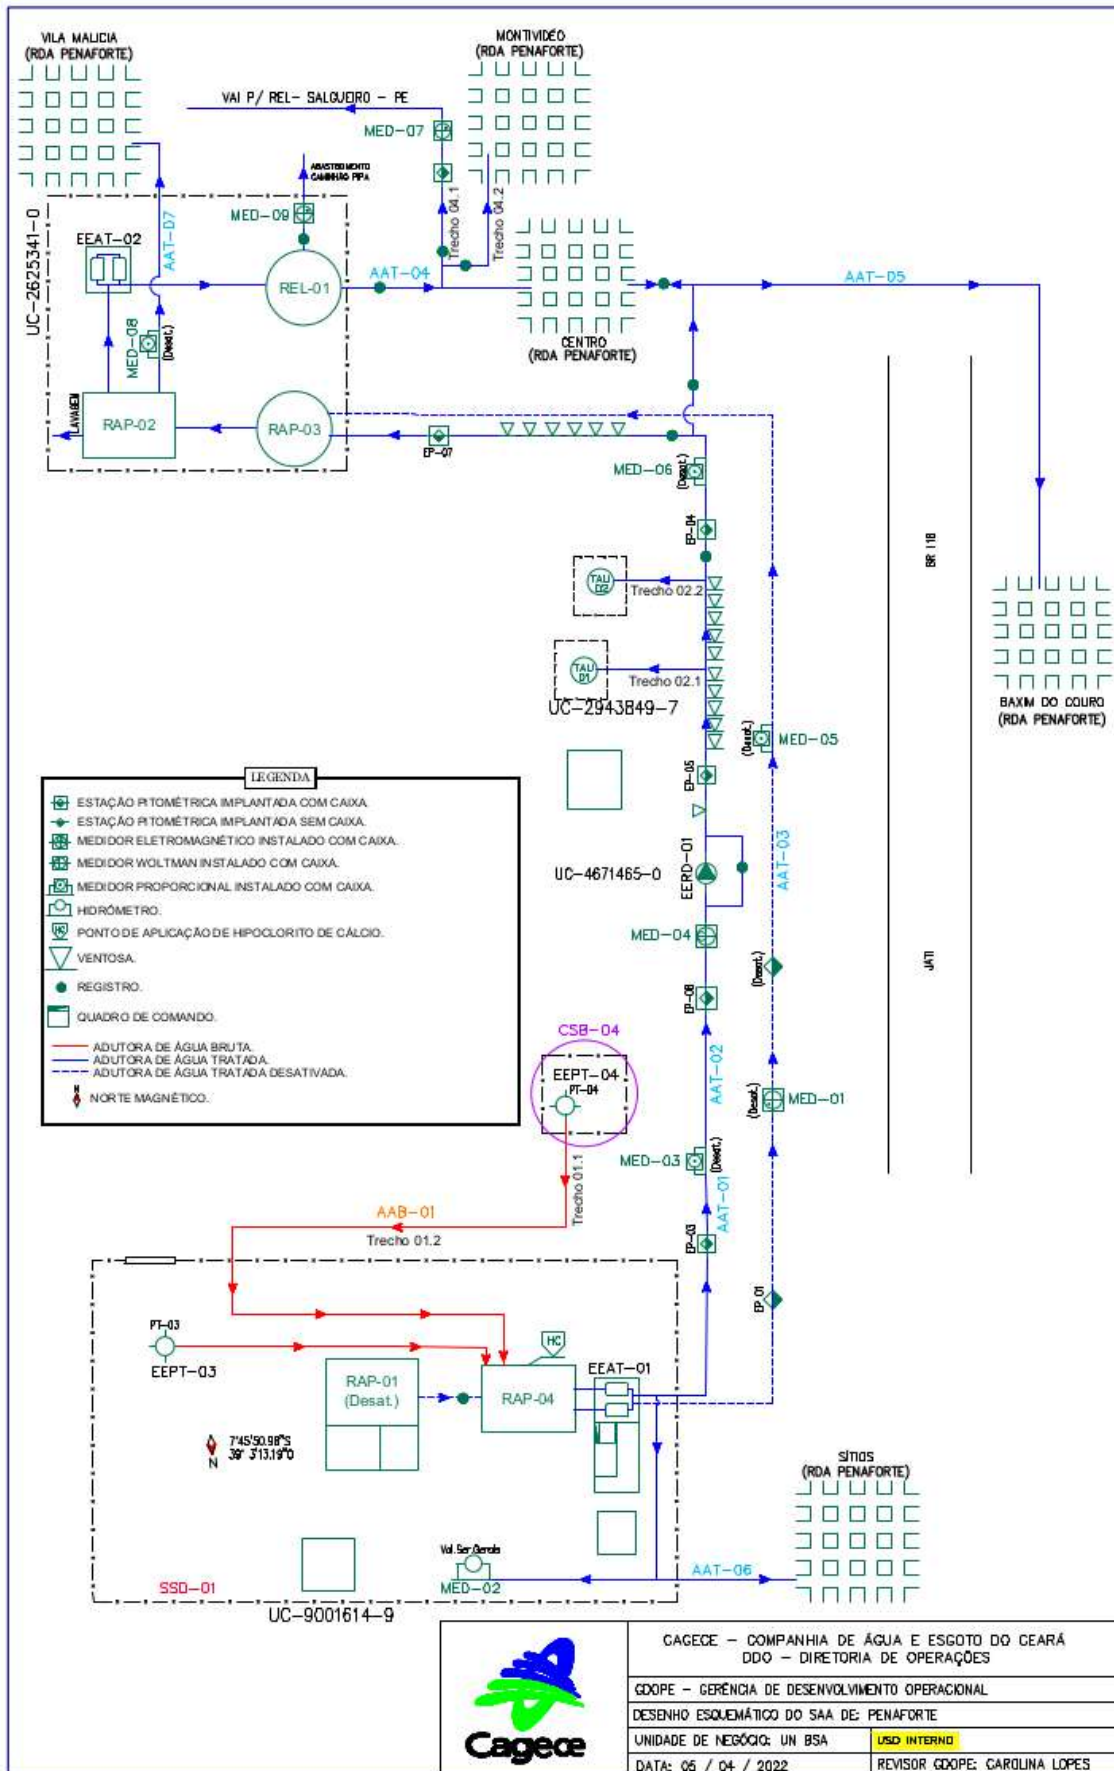 VILA MALICIA
(RDA PENAFORTE)
MONTIVIDÉO
(RDA PENAFORTE)
VAI P/ REL- SALGUEIRO - PE
MED-07
ABASTECIMENTO
CAMINHÃO PIPA
Trecho 04.1
Trecho 04.2
UC-2625341-0
EEAT-02
AAT-07
MED-09
REL-01
AAT-04
CENTRO
(RDA PENAFORTE)
AAT-05
MED-08
(Desat.)
LAVAGEM
RAP-02
RAP-03
EP-07
MED-06
(Desat.)
EP-04
TAU
02
Trecho 02.2
TAU
01
Trecho 02.1
UC-2943849-7
BR 116
BAXIM DO COURO
(RDA PENAFORTE)
(Desat.)
MED-05
EP-05
AAT-03
UC-4671465-0
EERD-01
MED-04
(Desat.)
JATI
EP-08
LEGENDA
ESTAÇÃO PITOMÉTRICA IMPLANTADA COM CAIXA.
ESTAÇÃO PITOMÉTRICA IMPLANTADA SEM CAIXA.
MEDIDOR ELETROMAGNÉTICO INSTALADO COM CAIXA.
MEDIDOR WOLTMAN INSTALADO COM CAIXA.
MEDIDOR PROPORCIONAL INSTALADO COM CAIXA.
HIDRÔMETRO.
HC
PONTO DE APLICAÇÃO DE HIPOCLORITO DE CÁLCIO.
VENTOSA.
REGISTRO.
QUADRO DE COMANDO.
ADUTORA DE ÁGUA BRUTA.
ADUTORA DE ÁGUA TRATADA.
ADUTORA DE ÁGUA TRATADA DESATIVADA.
N
NORTE MAGNÉTICO.
CSB-04
EEPT-04
PT-04
AAT-02
(Desat.)
MED-01
MED-03
(Desat.)
Trecho 01.1
AAB-01
Trecho 01.2
AAT-01
EP-03
EP-01
PT-03
EEPT-03
RAP-01
(Desat.)
HC
RAP-04
EEAT-01
N
7°45'50.98"S
39° 3'13.19"O
SÍTIOS
(RDA PENAFORTE)
Vol.Ser.Gerais
MED-02
AAT-06
SSD-01
UC-9001614-9
Cagece
CAGECE - COMPANHIA DE ÁGUA E ESGOTO DO CEARÁ
DDO - DIRETORIA DE OPERAÇÕES
GDOPE - GERÊNCIA DE DESENVOLVIMENTO OPERACIONAL
DESENHO ESQUEMÁTICO DO SAA DE: PENAFORTE
UNIDADE DE NEGÓCIO: UN BSA
USO INTERNO
DATA: 05 / 04 / 2022
REVISOR GDOPE: CAROLINA LOPES